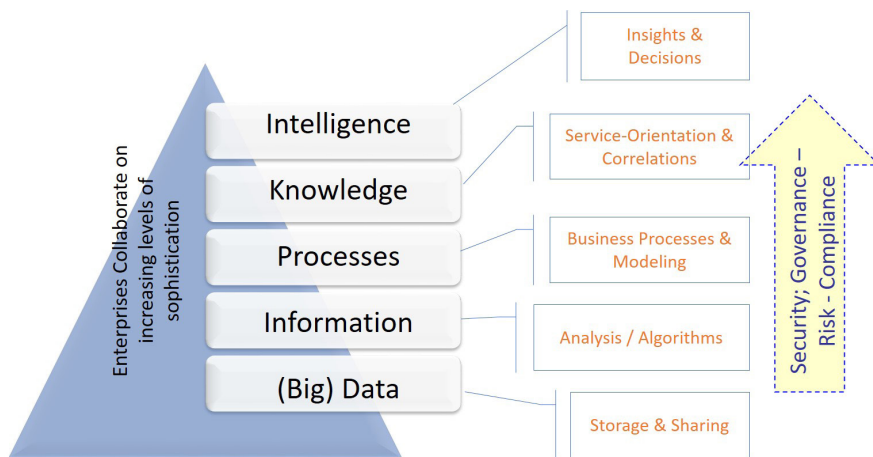 Enterprises Collaborate on
increasing levels of
sophistication
Intelligence
Knowledge
Processes
Information
(Big) Data
Insights &
Decisions
Service-Orientation &
Correlations
Business Processes &
Modeling
Analysis / Algorithms
Storage & Sharing
Security; Governance –
Risk - Compliance